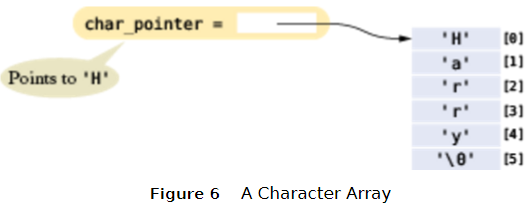 char_pointer =
Points to 'H'
'H' [0]
'a' [1]
'r' [2]
'r' [3]
'y' [4]
'\0' [5]
Figure 6 A Character Array